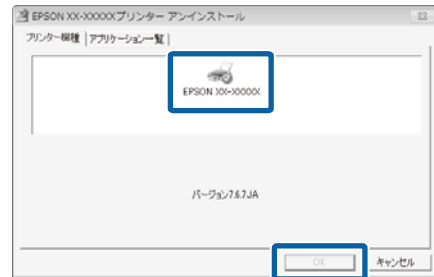 EPSON XX-XXXXXプリンター アンインストール
プリンター機種 アプリケーション一覧
EPSON XX-XXXXX
バージョン7.6.7.JA
OK キャンセル